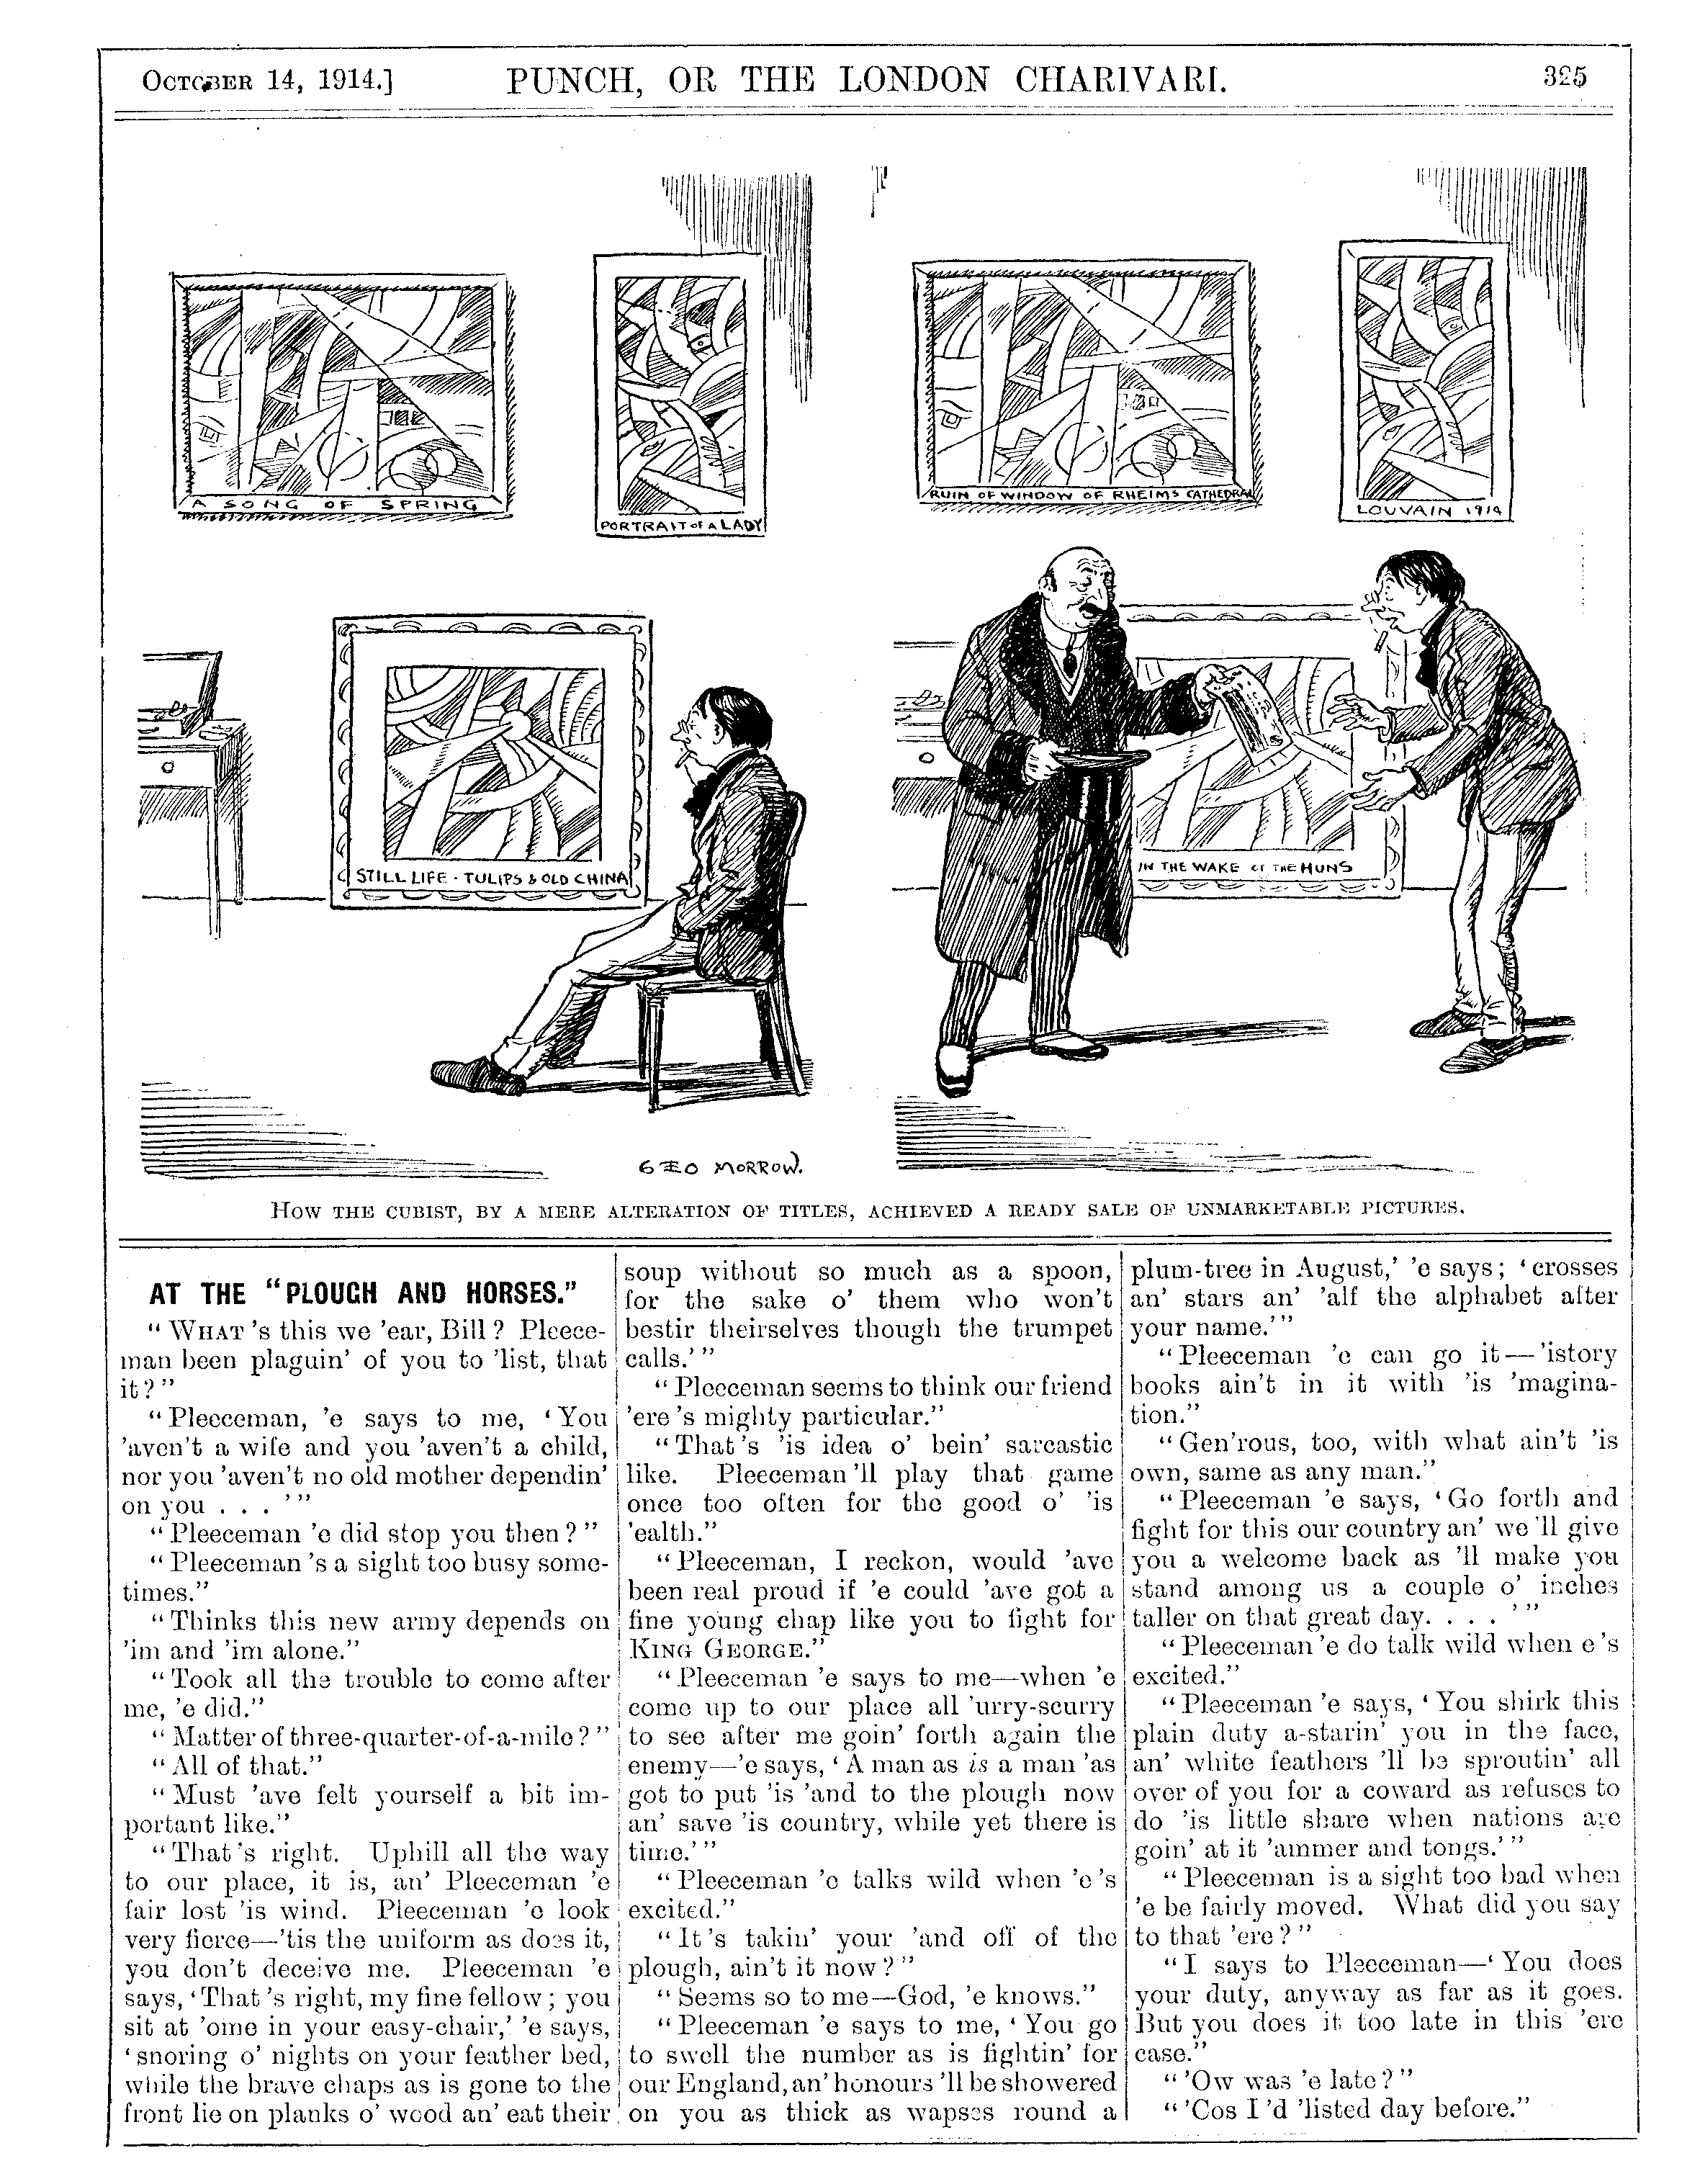 OCTOBER 14, 1914.] PUNCH, OR THE LONDON CHARIVARI. 325
A SONG OF SPRING
PORTRAIT OF A LADY
RUIN OF WINDOW OF RHEIMS CATHEDRAL
LOUVAIN 1914
STILL LIFE · TULIPS & OLD CHINA
IN THE WAKE OF THE HUNS
GEO MORROW.
HOW THE CUBIST, BY A MERE ALTERATION OF TITLES, ACHIEVED A READY SALE OF UNMARKETABLE PICTURES.
AT THE "PLOUGH AND HORSES."
"WHAT 's this we 'ear, Bill? Pleece-
man been plaguin' of you to 'list, that
it?"
"Pleeceman, 'e says to me, 'You
'aven't a wife and you 'aven't a child,
nor you 'aven't no old mother dependin'
on you . . . '"
"Pleeceman 'e did stop you then?"
"Pleeceman 's a sight too busy some-
times."
"Thinks this new army depends on
'im and 'im alone."
"Took all the trouble to come after
me, 'e did."
"Matter of three-quarter-of-a-mile?"
"All of that."
"Must 'ave felt yourself a bit im-
portant like."
"That 's right. Uphill all the way
to our place, it is, an' Pleeceman 'e
fair lost 'is wind. Pleeceman 'e look
very fierce—'tis the uniform as does it,
you don't deceive me. Pleeceman 'e
says, 'That 's right, my fine fellow; you
sit at 'ome in your easy-chair,' 'e says,
'snoring o' nights on your feather bed,
while the brave chaps as is gone to the
front lie on planks o' wood an' eat their
soup without so much as a spoon,
for the sake o' them who won't
bestir theirselves though the trumpet
calls.'"
"Pleeceman seems to think our friend
'ere 's mighty particular."
"That 's 'is idea o' bein' sarcastic
like. Pleeceman 'll play that game
once too often for the good o' 'is
'ealth."
"Pleeceman, I reckon, would 'ave
been real proud if 'e could 'ave got a
fine young chap like you to fight for
KING GEORGE."
"Pleeceman 'e says to me—when 'e
come up to our place all 'urry-scurry
to see after me goin' forth again the
enemy—'e says, 'A man as is a man 'as
got to put 'is 'and to the plough now
an' save 'is country, while yet there is
time.'"
"Pleeceman 'e talks wild when 'e 's
excited."
"It 's takin' your 'and off of the
plough, ain't it now?"
"Seems so to me—God, 'e knows."
"Pleeceman 'e says to me, 'You go
to swell the number as is fightin' for
our England, an' honours 'll be showered
on you as thick as wapses round a
plum-tree in August,' 'e says; 'crosses
an' stars an' 'alf the alphabet after
your name.'"
"Pleeceman 'e can go it—'istory
books ain't in it with 'is 'magina-
tion."
"Gen'rous, too, with what ain't 'is
own, same as any man."
"Pleeceman 'e says, 'Go forth and
fight for this our country an' we 'll give
you a welcome back as 'll make you
stand among us a couple o' inches
taller on that great day. . . . '"
"Pleeceman 'e do talk wild when e 's
excited."
"Pleeceman 'e says, 'You shirk this
plain duty a-starin' you in the face,
an' white feathers 'll be sproutin' all
over of you for a coward as refuses to
do 'is little share when nations are
goin' at it 'ammer and tongs.'"
"Pleeceman is a sight too bad when
'e be fairly moved. What did you say
to that 'ere?"
"I says to Pleeceman—'You does
your duty, anyway as far as it goes.
But you does it too late in this 'ere
case."
"'Ow was 'e late?"
"'Cos I 'd 'listed day before."